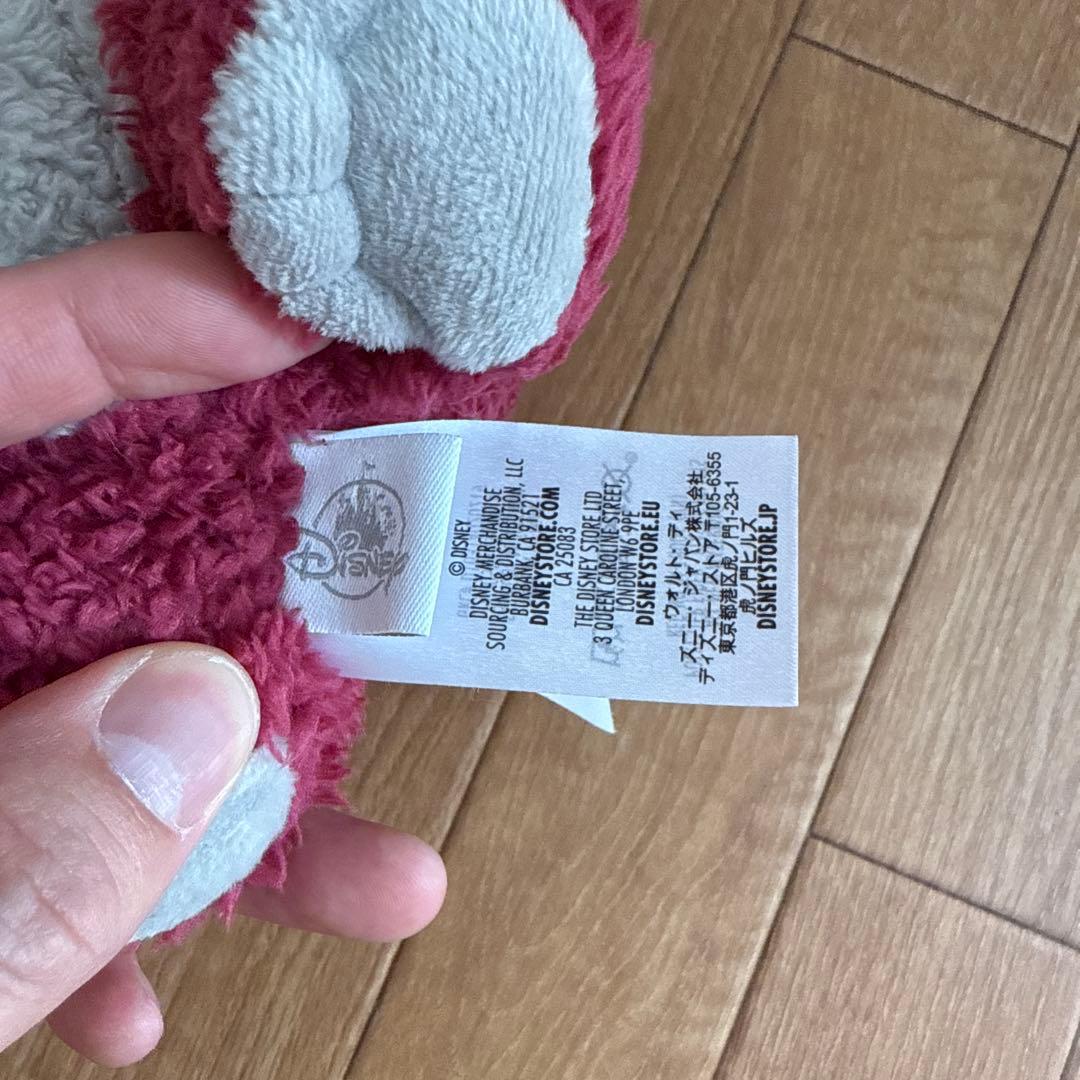 Disney
© DISNEY
DISNEY MERCHANDISE
SOURCING & DISTRIBUTION, LLC
BURBANK, CA 91521
DISNEYSTORE.COM
CA 25083
THE DISNEY STORE LTD
3 QUEEN CAROLINE STREET
LONDON W6 9PE
DISNEYSTORE.EU
ウォルト・ディ
ズニー・ジャパン株式会社
ディズニーストア〒105-6355
東京都港区虎ノ門1-23-1
虎ノ門ヒルズ
DISNEYSTORE.JP